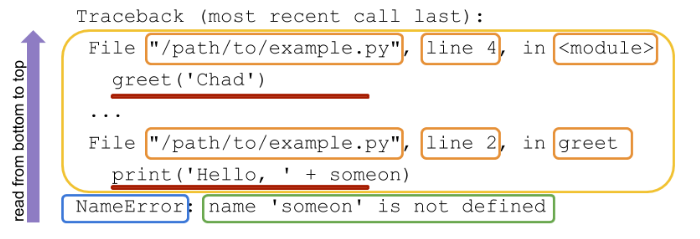 Traceback (most recent call last):
File "/path/to/example.py", line 4, in <module>
greet('Chad')
...
File "/path/to/example.py", line 2, in greet
print('Hello, ' + someon)
NameError: name 'someon' is not defined
read from bottom to top